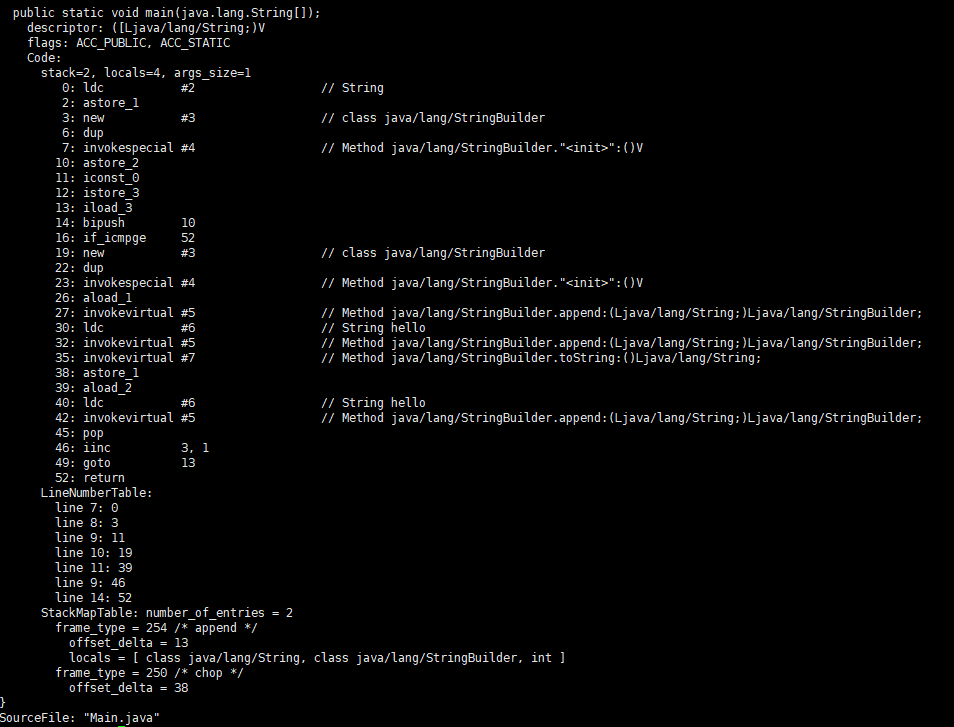 public static void main(java.lang.String[]);
descriptor: ([Ljava/lang/String;)V
flags: ACC_PUBLIC, ACC_STATIC
Code:
stack=2, locals=4, args_size=1
0: ldc #2 // String
2: astore_1
3: new #3 // class java/lang/StringBuilder
6: dup
7: invokespecial #4 // Method java/lang/StringBuilder."<init>":()V
10: astore_2
11: iconst_0
12: istore_3
13: iload_3
14: bipush 10
16: if_icmpge 52
19: new #3 // class java/lang/StringBuilder
22: dup
23: invokespecial #4 // Method java/lang/StringBuilder."<init>":()V
26: aload_1
27: invokevirtual #5 // Method java/lang/StringBuilder.append:(Ljava/lang/String;)Ljava/lang/StringBuilder;
30: ldc #6 // String hello
32: invokevirtual #5 // Method java/lang/StringBuilder.append:(Ljava/lang/String;)Ljava/lang/StringBuilder;
35: invokevirtual #7 // Method java/lang/StringBuilder.toString:()Ljava/lang/String;
38: astore_1
39: aload_2
40: ldc #6 // String hello
42: invokevirtual #5 // Method java/lang/StringBuilder.append:(Ljava/lang/String;)Ljava/lang/StringBuilder;
45: pop
46: iinc 3, 1
49: goto 13
52: return
LineNumberTable:
line 7: 0
line 8: 3
line 9: 11
line 10: 19
line 11: 39
line 9: 46
line 14: 52
StackMapTable: number_of_entries = 2
frame_type = 254 /* append */
offset_delta = 13
locals = [ class java/lang/String, class java/lang/StringBuilder, int ]
frame_type = 250 /* chop */
offset_delta = 38
}
SourceFile: "Main.java"